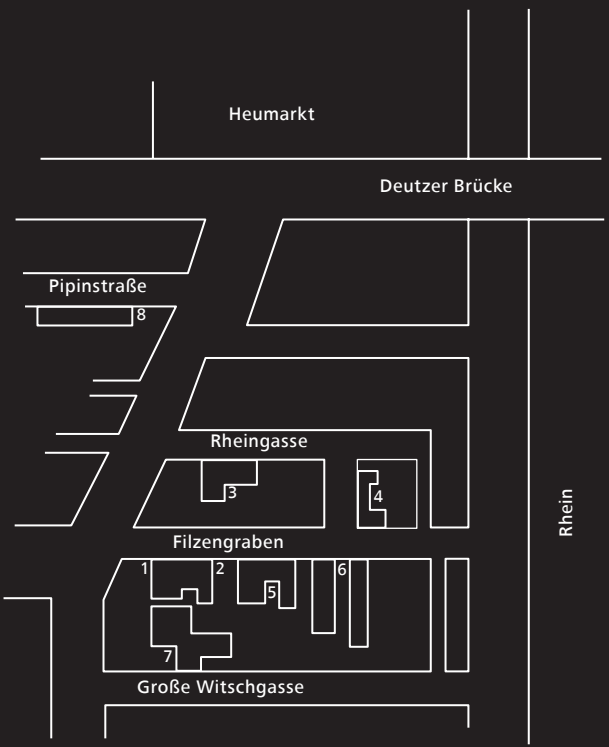 Heumarkt
Deutzer Brücke
Pipinstraße
8
Rheingasse
3
4
Rhein
Filzengraben
1
2
5
6
7
Große Witschgasse